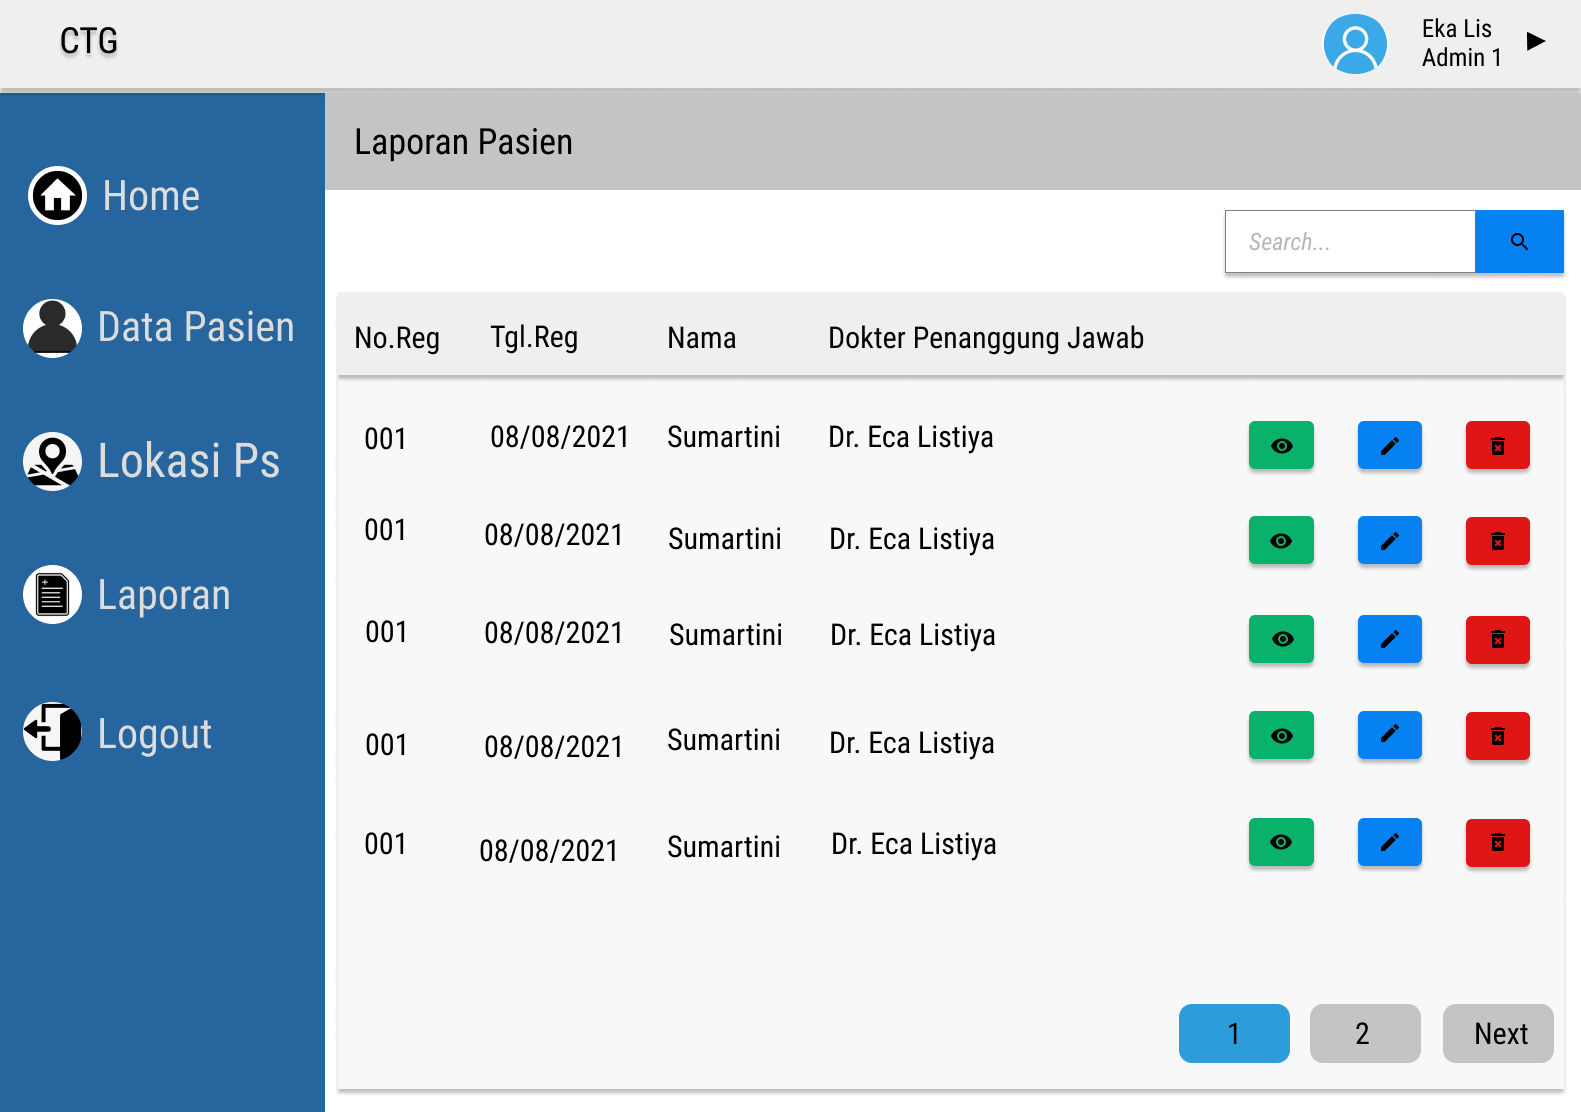 CTG
Eka Lis
Admin 1
Laporan Pasien
Home
Data Pasien
Lokasi Ps
Laporan
Logout
Search...
No.Reg Tgl.Reg Nama Dokter Penanggung Jawab
001 08/08/2021 Sumartini Dr. Eca Listiya
001 08/08/2021 Sumartini Dr. Eca Listiya
001 08/08/2021 Sumartini Dr. Eca Listiya
001 08/08/2021 Sumartini Dr. Eca Listiya
001 08/08/2021 Sumartini Dr. Eca Listiya
1 2 Next